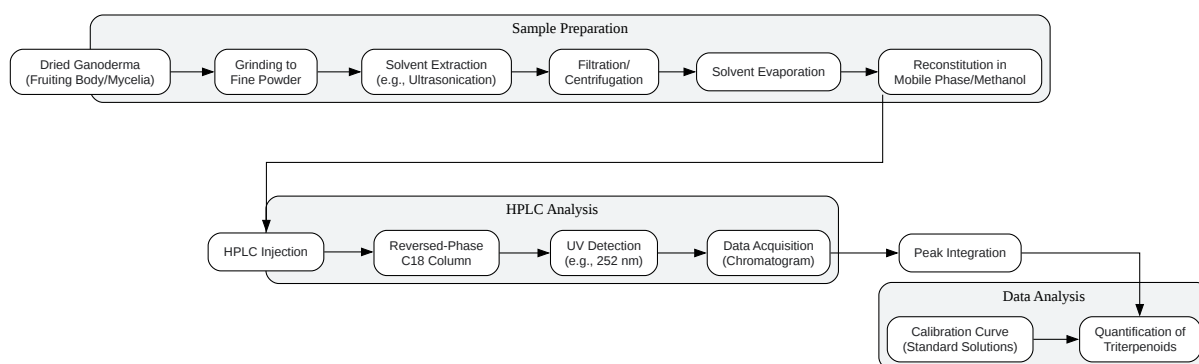 Sample Preparation
Dried Ganoderma
(Fruiting Body/Mycelia)
Grinding to
Fine Powder
Solvent Extraction
(e.g., Ultrasonication)
Filtration/
Centrifugation
Solvent Evaporation
Reconstitution in
Mobile Phase/Methanol
HPLC Analysis
HPLC Injection
Reversed-Phase
C18 Column
UV Detection
(e.g., 252 nm)
Data Acquisition
(Chromatogram)
Peak Integration
Data Analysis
Calibration Curve
(Standard Solutions)
Quantification of
Triterpenoids